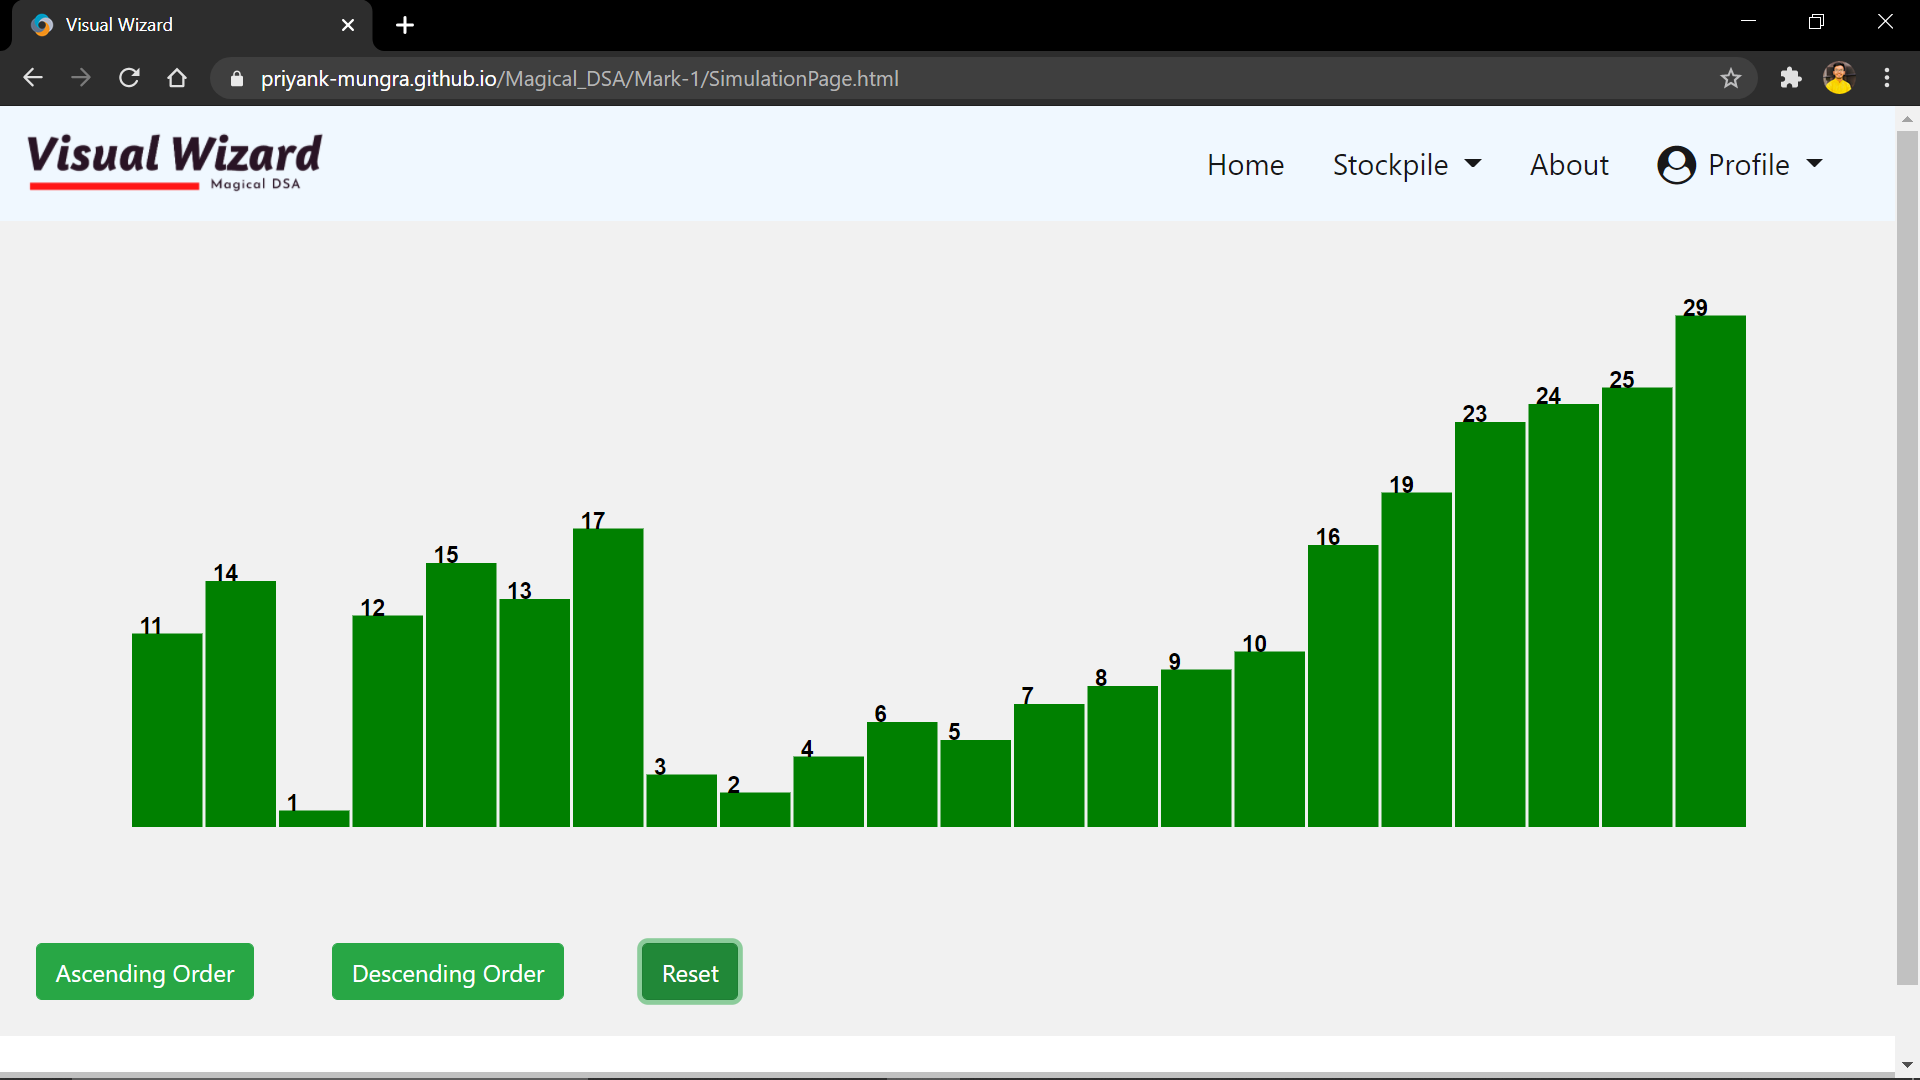 Visual Wizard
priyank-mungra.github.io/Magical_DSA/Mark-1/SimulationPage.html
Visual Wizard
Magical DSA
Home Stockpile About Profile
11 14 1 12 15 13 17 3 2 4 6 5 7 8 9 10 16 19 23 24 25 29
Ascending Order Descending Order Reset